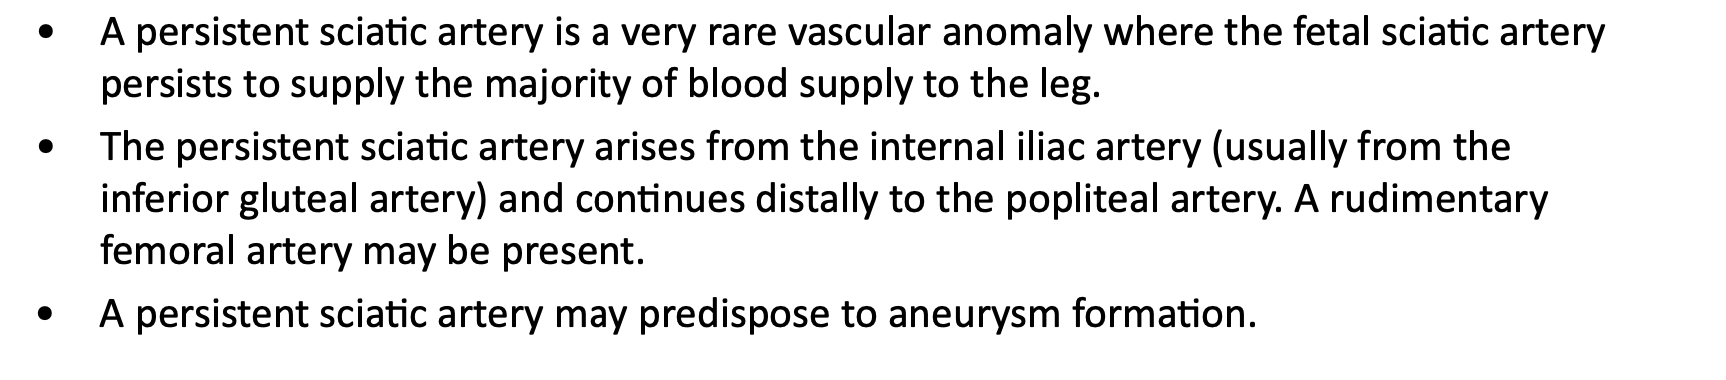 • A persistent sciatic artery is a very rare vascular anomaly where the fetal sciatic artery
persists to supply the majority of blood supply to the leg.
• The persistent sciatic artery arises from the internal iliac artery (usually from the
inferior gluteal artery) and continues distally to the popliteal artery. A rudimentary
femoral artery may be present.
• A persistent sciatic artery may predispose to aneurysm formation.